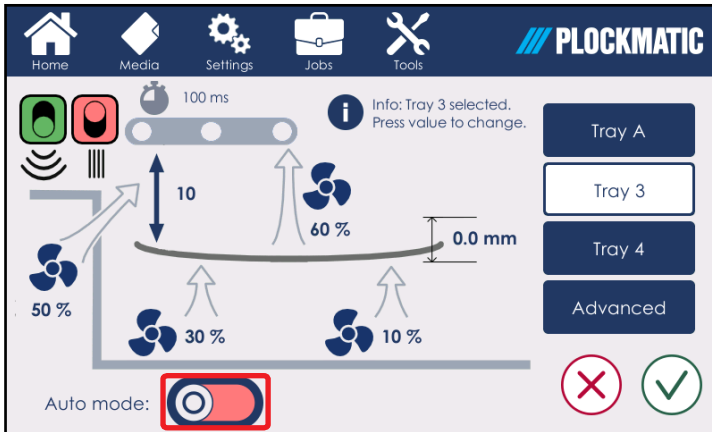 Home
Media
Settings
Jobs
Tools
PLOCKMATIC
100 ms
Info: Tray 3 selected.
Press value to change.
Tray A
Tray 3
Tray 4
Advanced
10
60 %
0.0 mm
50 %
30 %
10 %
Auto mode: